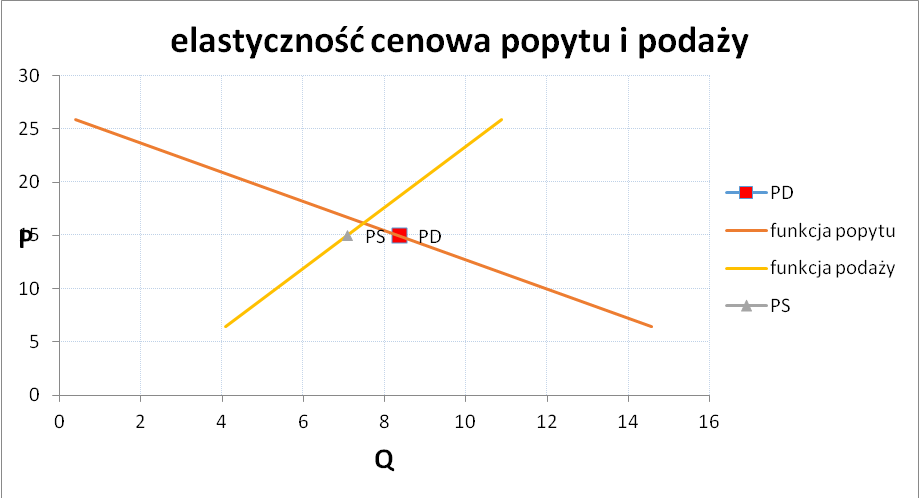 elastyczność cenowa popytu i podaży
30
25
20
15
10
5
0
P
0 2 4 6 8 10 12 14 16
Q
PS PD
PD
funkcja popytu
funkcja podaży
PS